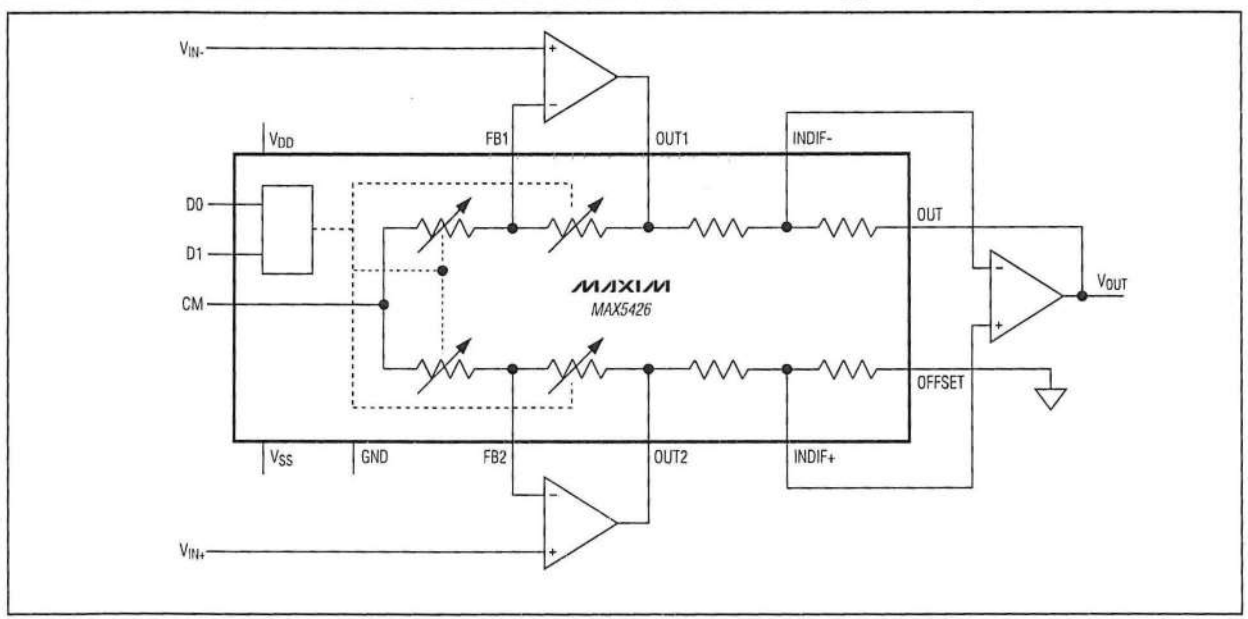 VIN-
+
-
VDD
FB1
OUT1
INDIF-
D0
D1
CM
MAXIM
MAX5426
OUT
-
+
VOUT
OFFSET
VSS
GND
FB2
OUT2
INDIF+
-
+
VIN+